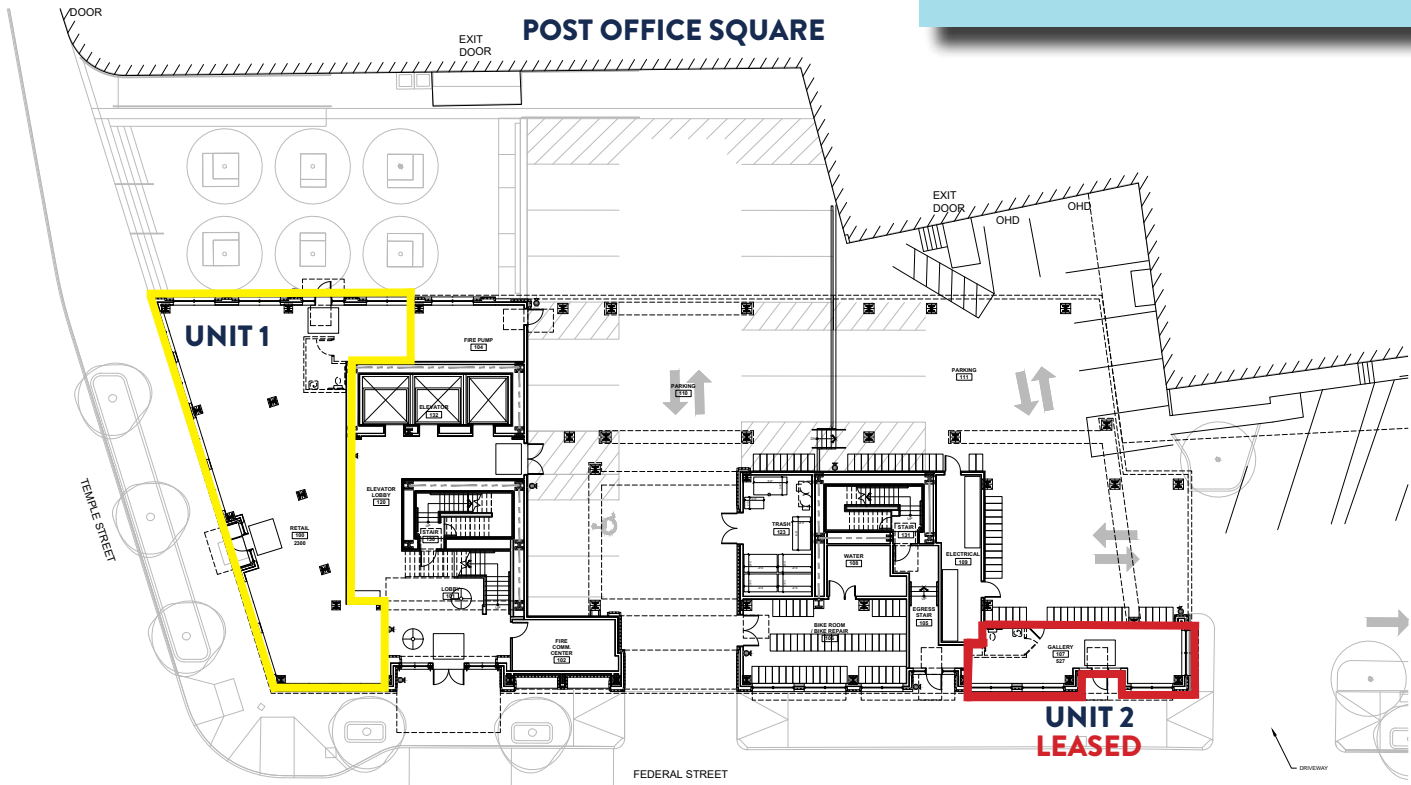 DOOR
POST OFFICE SQUARE
EXIT
DOOR
EXIT
DOOR
OHD
OHD
UNIT 1
FIRE PUMP
104
ELEVATOR
132
PARKING
110
PARKING
111
TEMPLE STREET
ELEVATOR
LOBBY
120
RETAIL
100
2300
STAIR
TRASH
123
STAIR
131
WATER
108
ELECTRICAL
109
LOBBY
EGRESS
STAIR
105
BIKE ROOM
/ BIKE REPAIR
FIRE
COMM.
CENTER
102
GALLERY
107
527
UNIT 2
LEASED
FEDERAL STREET
DRIVEWAY